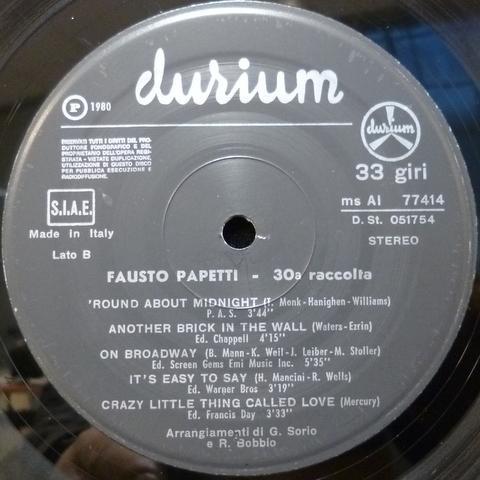 durium
P 1980
RISERVATI TUTTI I DIRITTI DEL PRO-
DUTTORE FONOGRAFICO E DEL
PROPRIETARIO DELL'OPERA REGI-
STRATA - VIETATE DUPLICAZIONE,
UTILIZZAZIONE DI QUESTO DISCO
PER PUBBLICA ESECUZIONE E
RADIODIFFUSIONE.
durium
33 giri
S.I.A.E.
ms AI 77414
D. St. 051754
Made in Italy
STEREO
Lato B
FAUSTO PAPETTI - 30a raccolta
'ROUND ABOUT MIDNIGHT (T. Monk-Hanighen-Williams)
P. A. S. 3'44"
ANOTHER BRICK IN THE WALL (Waters-Ezrin)
Ed. Chappell 4'15"
ON BROADWAY (B. Mann-K. Weil-J. Leiber-M. Stoller)
Ed. Screen Gems Emi Music Inc. 5'35"
IT'S EASY TO SAY (H. Mancini-R. Wells)
Ed. Warner Bros 3'19"
CRAZY LITTLE THING CALLED LOVE (Mercury)
Ed. Francis Day 3'33"
Arrangiamenti di G. Sorio
e R. Bobbio